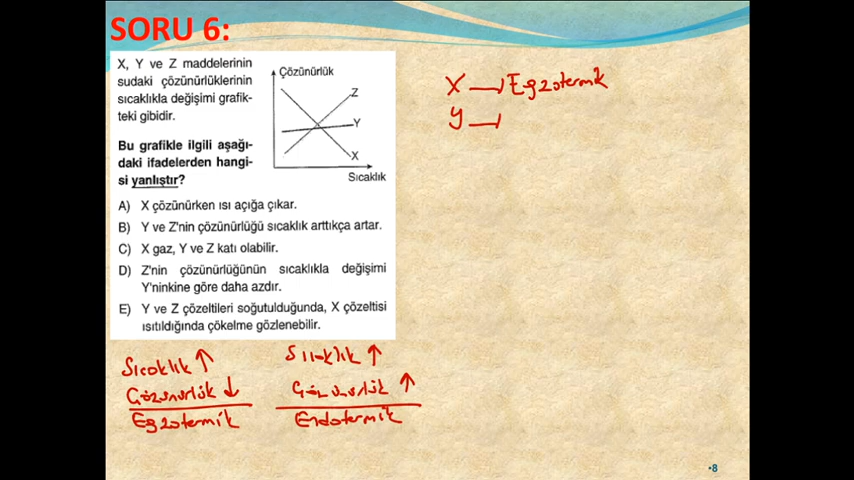 SORU 6:
X, Y ve Z maddelerinin
sudaki çözünürlüklerinin
sıcaklıkla değişimi grafik-
teki gibidir.
Bu grafikle ilgili aşağı-
daki ifadelerden hangi-
si yanlıştır?
Çözünürlük
Z
Y
X
Sıcaklık
A) X çözünürken ısı açığa çıkar.
B) Y ve Z'nin çözünürlüğü sıcaklık arttıkça artar.
C) X gaz, Y ve Z katı olabilir.
D) Z'nin çözünürlüğünün sıcaklıkla değişimi
Y'ninkine göre daha azdır.
E) Y ve Z çözeltileri soğutulduğunda, X çözeltisi
ısıtıldığında çökelme gözlenebilir.
X → Egzotermik
Y →
Sıcaklık ↑
Çözünürlük ↓
Egzotermik
Sıcaklık ↑
Çözünürlük ↑
Endotermik
•8